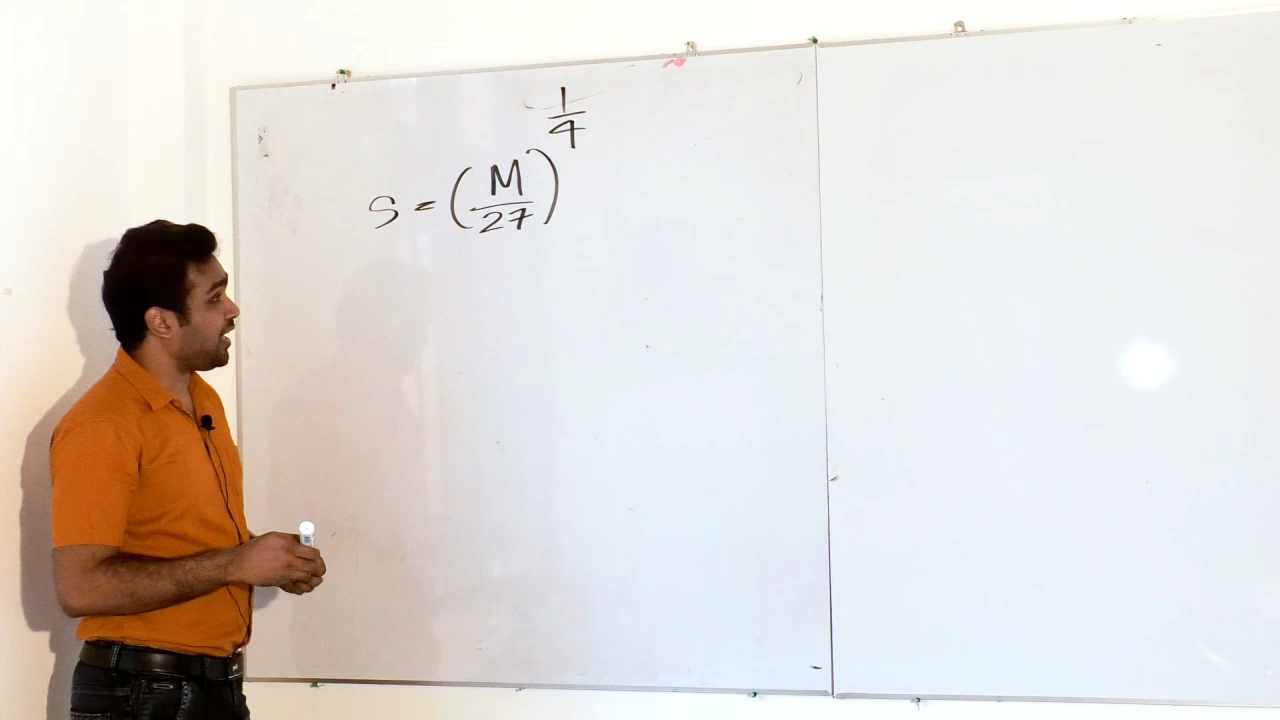 S = (M/27)^1/4